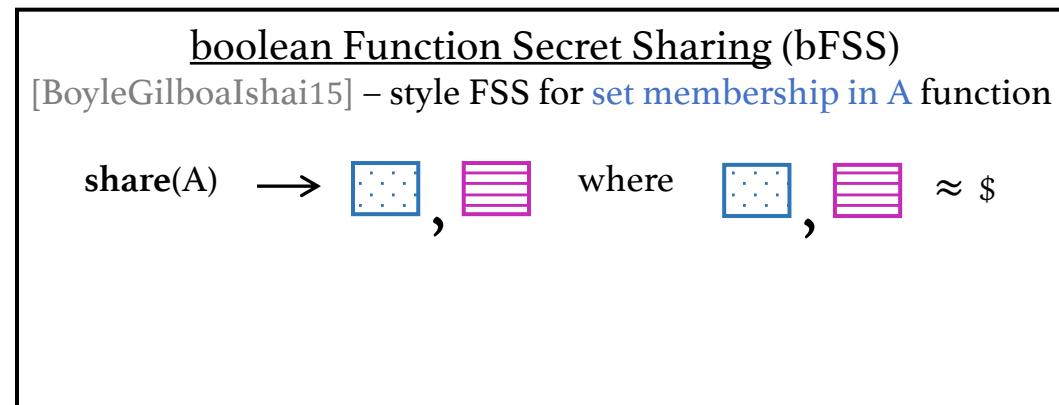 boolean Function Secret Sharing (bFSS)
[BoyleGilboaIshai15] – style FSS for set membership in A function
share(A) ⟶ , where , ≈ $